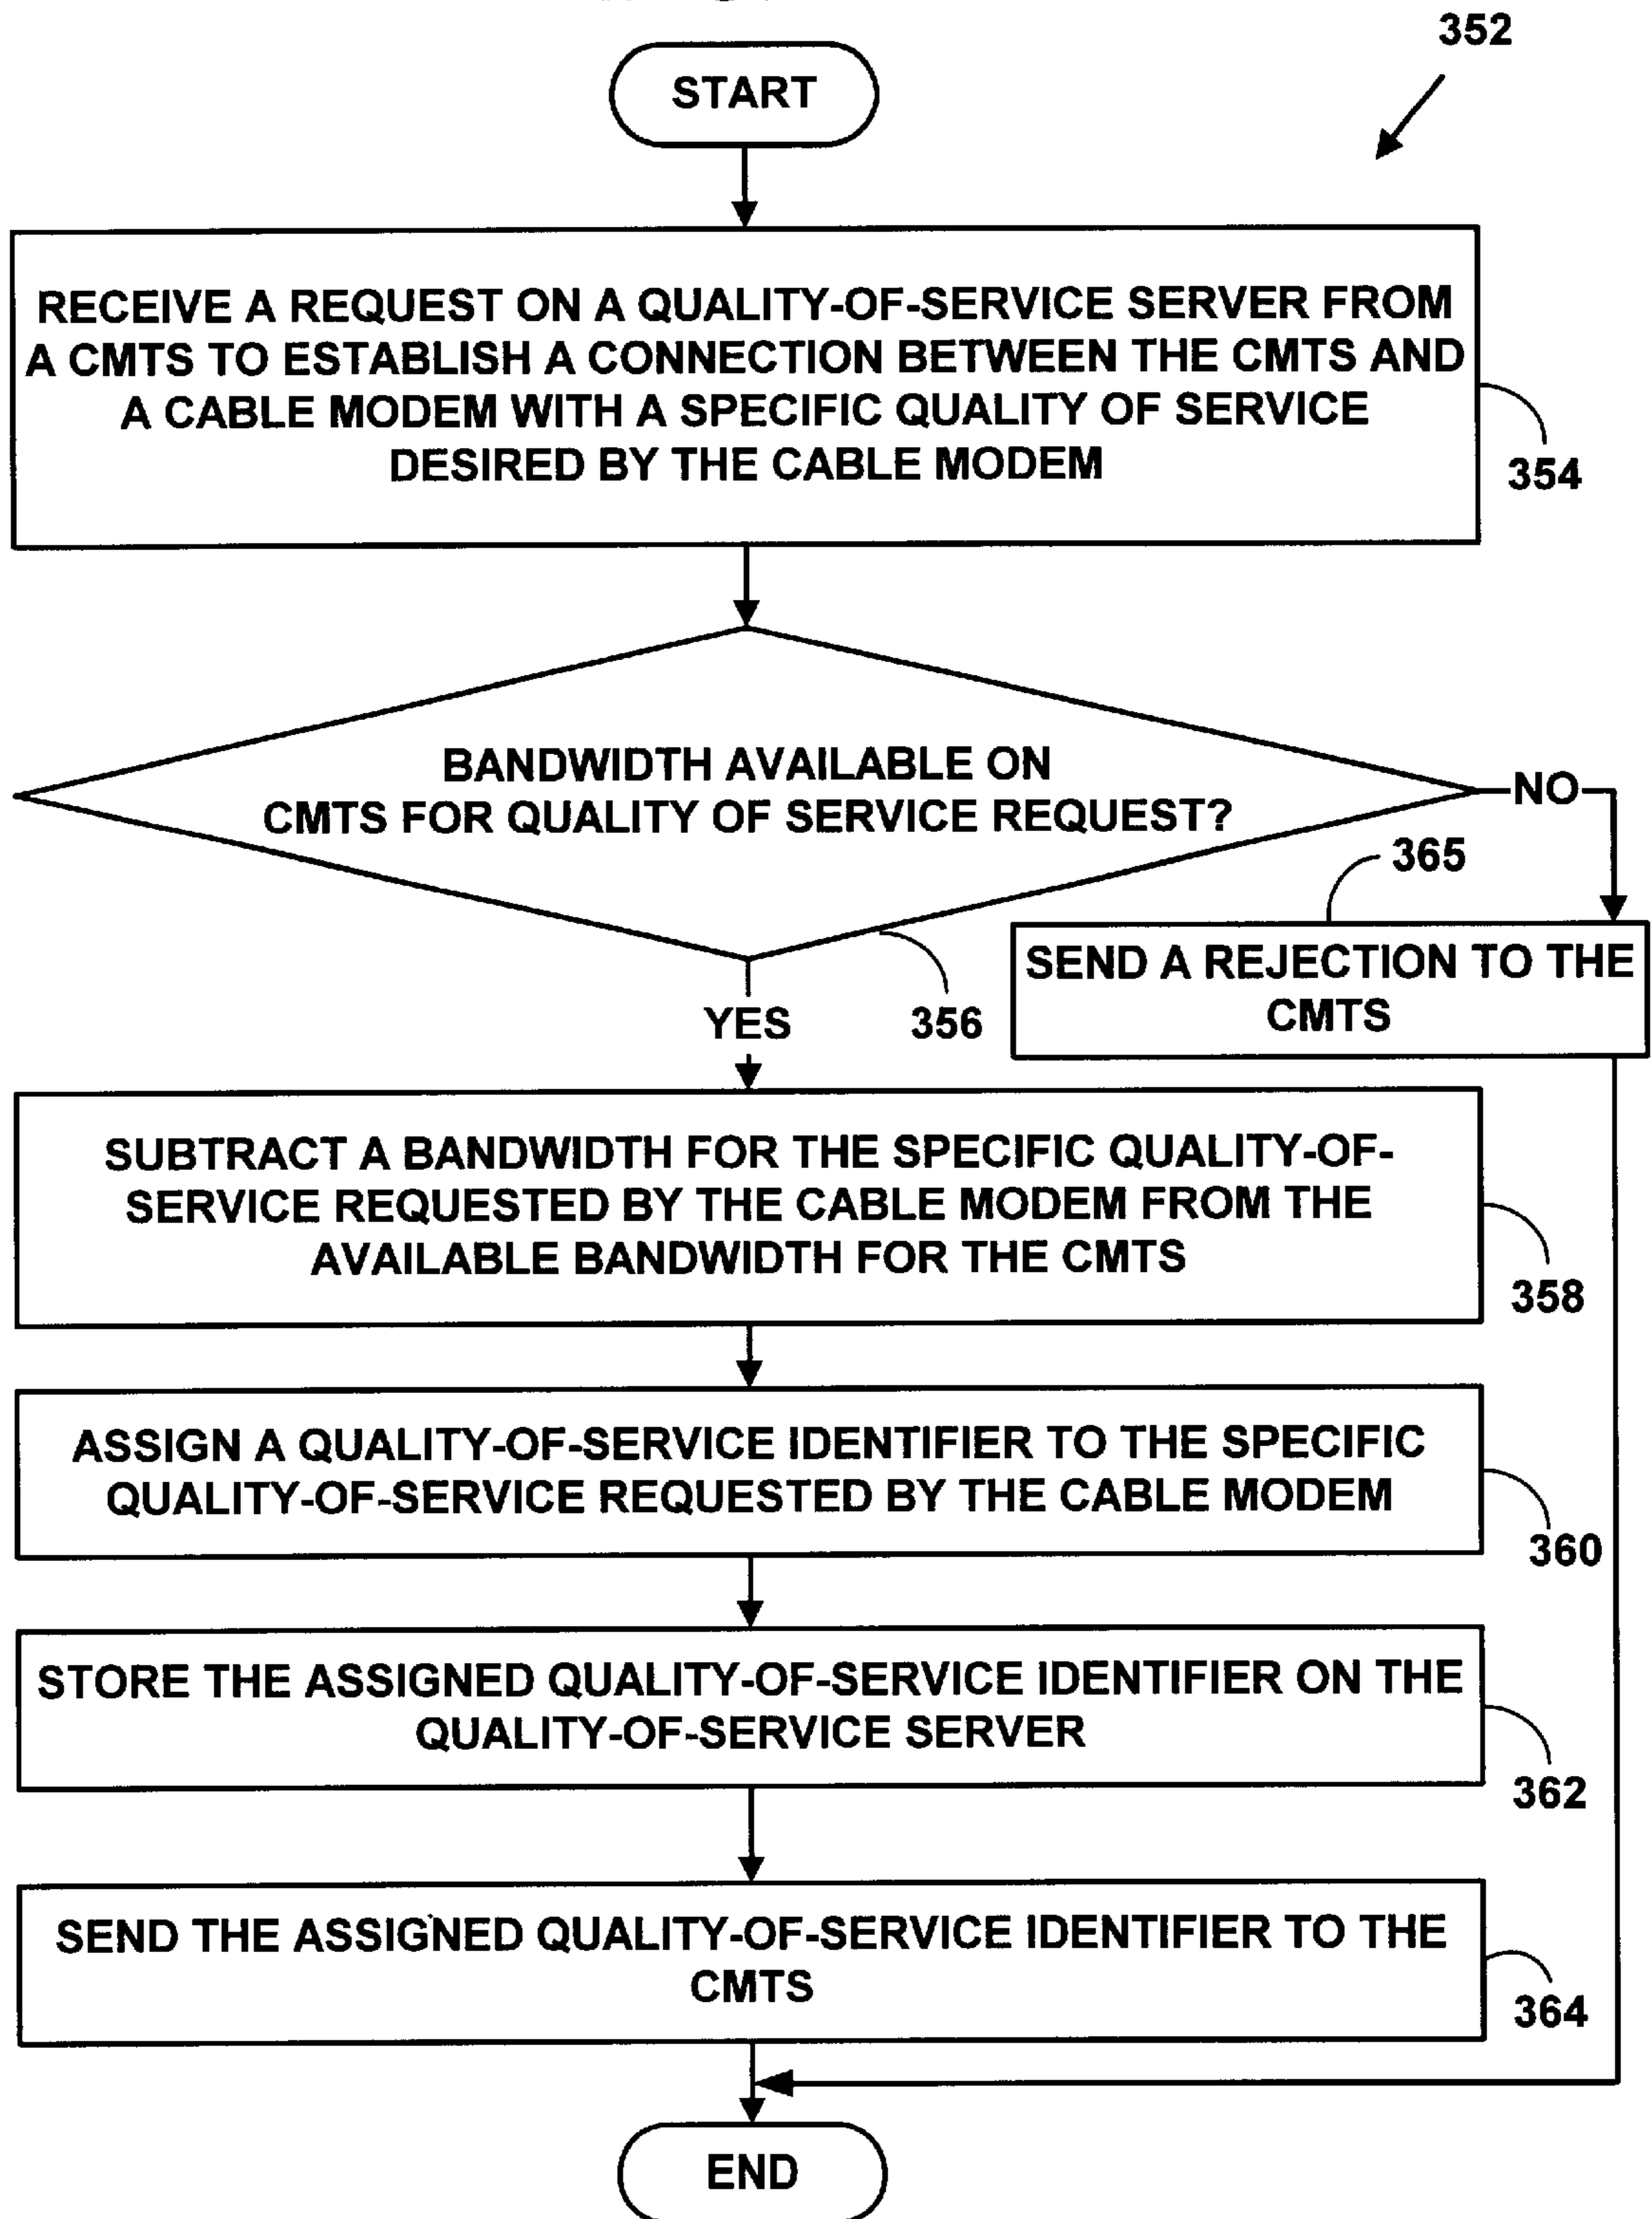 352
START
RECEIVE A REQUEST ON A QUALITY-OF-SERVICE SERVER FROM
A CMTS TO ESTABLISH A CONNECTION BETWEEN THE CMTS AND
A CABLE MODEM WITH A SPECIFIC QUALITY OF SERVICE
DESIRED BY THE CABLE MODEM
354
BANDWIDTH AVAILABLE ON
CMTS FOR QUALITY OF SERVICE REQUEST?
NO
365
SEND A REJECTION TO THE
CMTS
YES
356
SUBTRACT A BANDWIDTH FOR THE SPECIFIC QUALITY-OF-
SERVICE REQUESTED BY THE CABLE MODEM FROM THE
AVAILABLE BANDWIDTH FOR THE CMTS
358
ASSIGN A QUALITY-OF-SERVICE IDENTIFIER TO THE SPECIFIC
QUALITY-OF-SERVICE REQUESTED BY THE CABLE MODEM
360
STORE THE ASSIGNED QUALITY-OF-SERVICE IDENTIFIER ON THE
QUALITY-OF-SERVICE SERVER
362
SEND THE ASSIGNED QUALITY-OF-SERVICE IDENTIFIER TO THE
CMTS
364
END